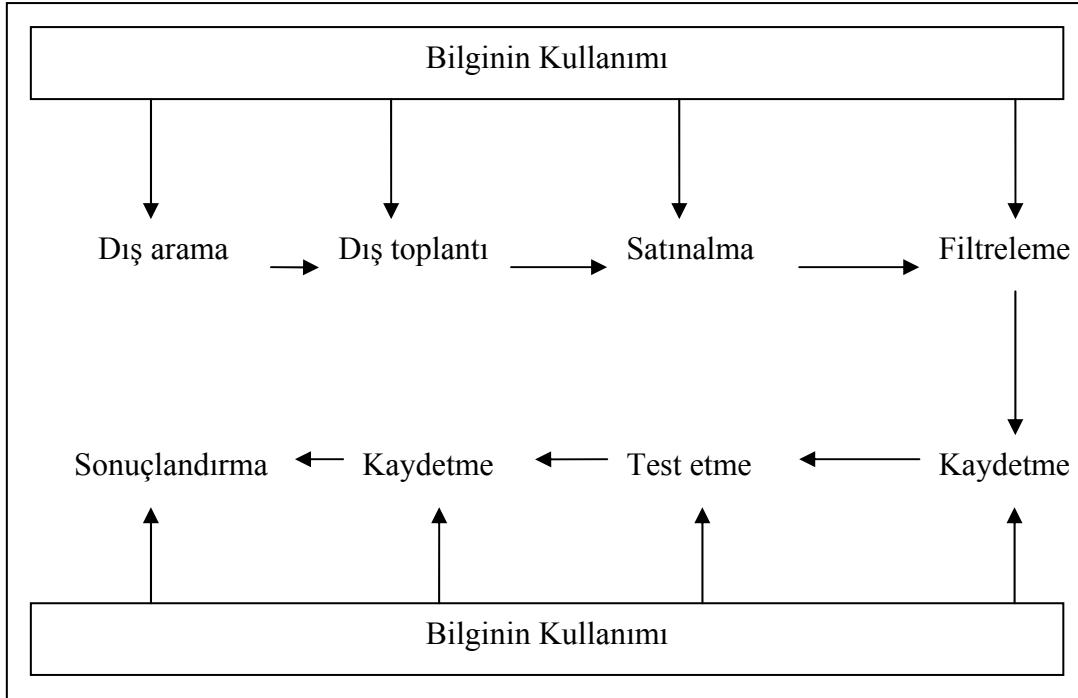 Bilginin Kullanımı
Dış arama Dış toplantı Satınalma Filtreleme
Sonuçlandırma Kaydetme Test etme Kaydetme
Bilginin Kullanımı